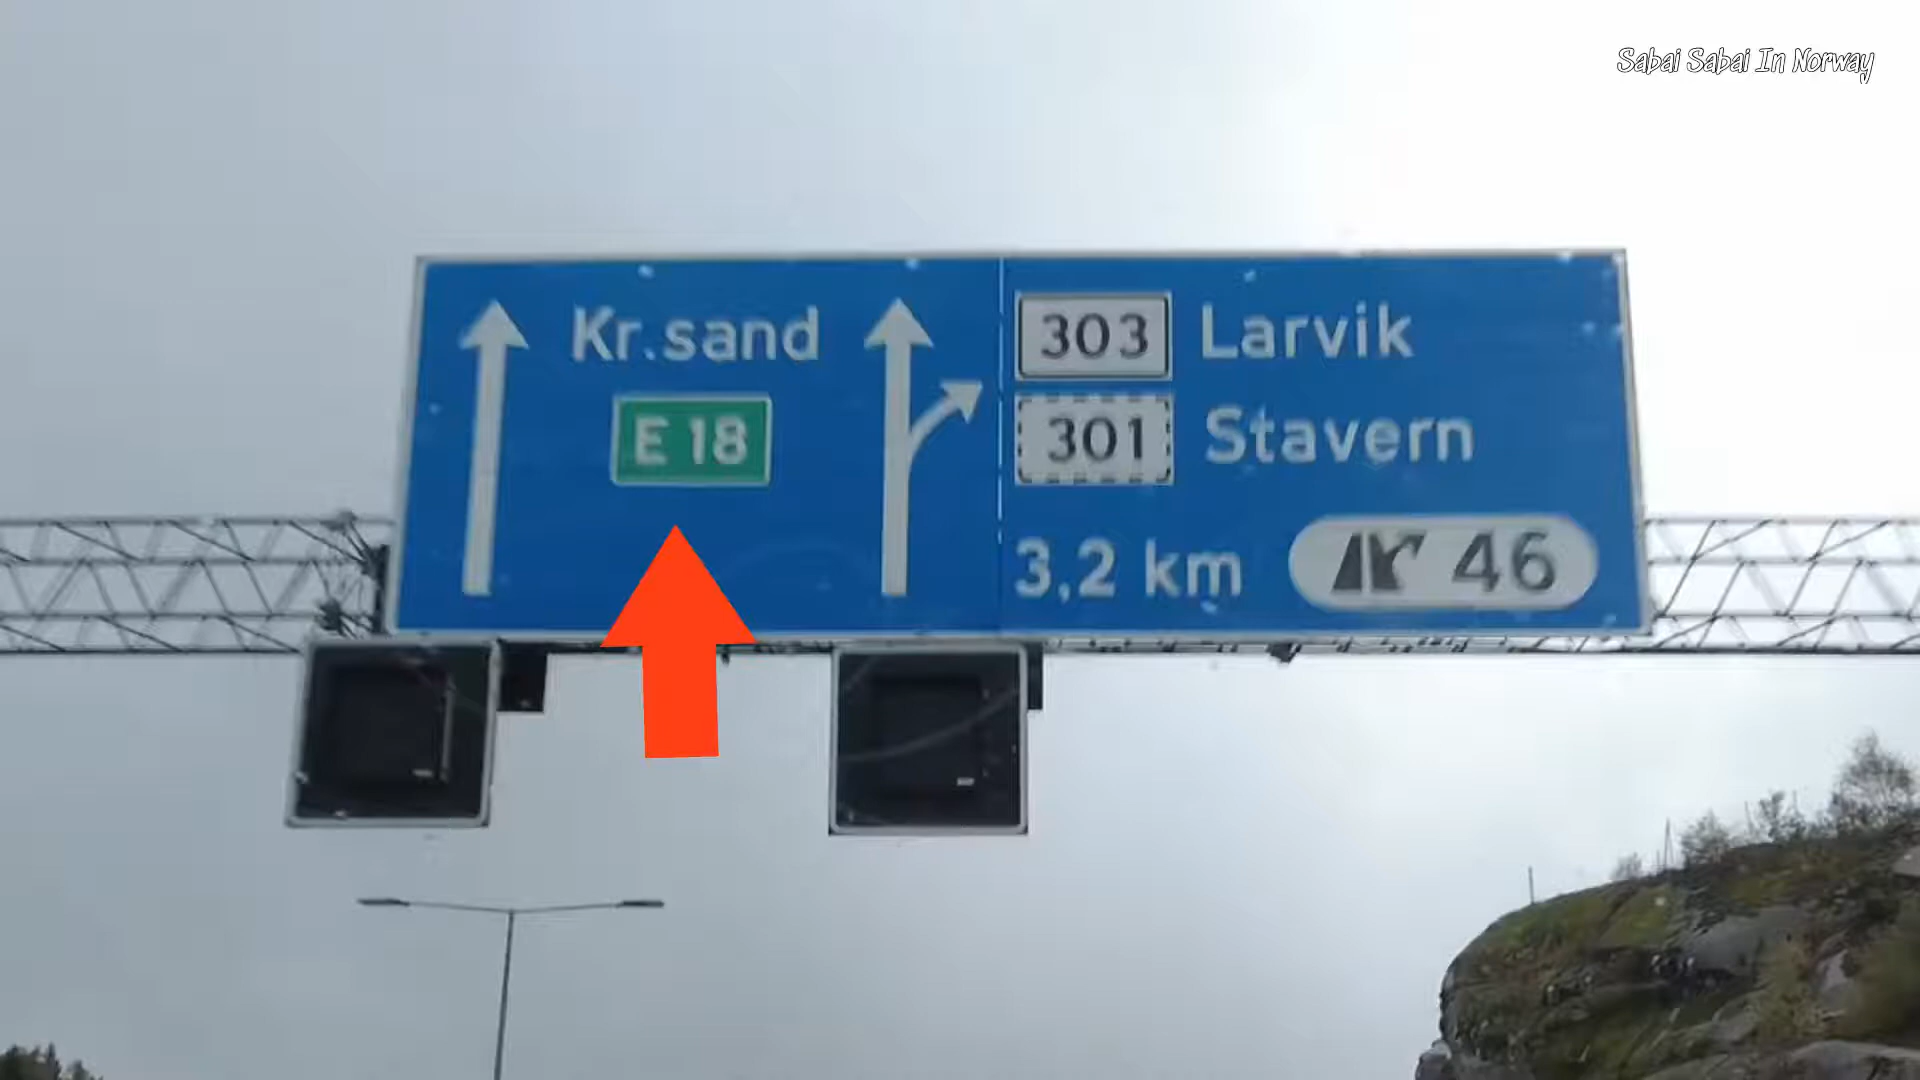 Sabai Sabai In Norway
Kr.sand
E 18
303 Larvik
301 Stavern
3,2 km 46